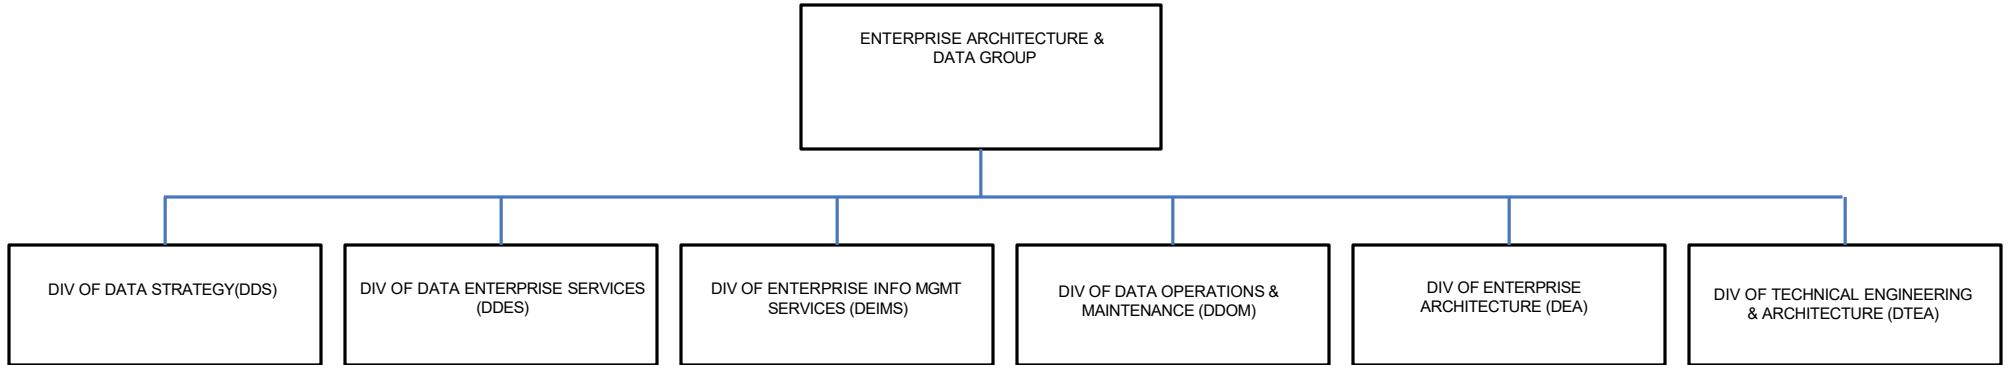 ENTERPRISE ARCHITECTURE &
DATA GROUP
DIV OF DATA STRATEGY(DDS)
DIV OF DATA ENTERPRISE SERVICES
(DDES)
DIV OF ENTERPRISE INFO MGMT
SERVICES (DEIMS)
DIV OF DATA OPERATIONS &
MAINTENANCE (DDOM)
DIV OF ENTERPRISE
ARCHITECTURE (DEA)
DIV OF TECHNICAL ENGINEERING
& ARCHITECTURE (DTEA)